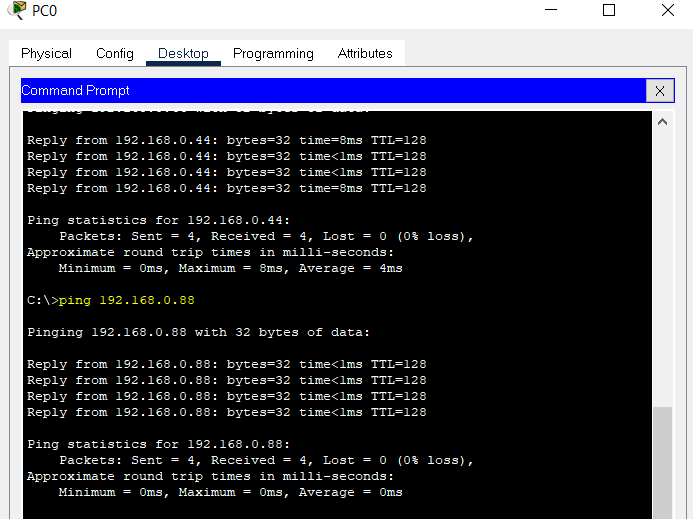 PC0
Physical Config Desktop Programming Attributes
Command Prompt
X
Reply from 192.168.0.44: bytes=32 time=8ms TTL=128
Reply from 192.168.0.44: bytes=32 time<1ms TTL=128
Reply from 192.168.0.44: bytes=32 time<1ms TTL=128
Reply from 192.168.0.44: bytes=32 time=8ms TTL=128
Ping statistics for 192.168.0.44:
Packets: Sent = 4, Received = 4, Lost = 0 (0% loss),
Approximate round trip times in milli-seconds:
Minimum = 0ms, Maximum = 8ms, Average = 4ms
C:\>ping 192.168.0.88
Pinging 192.168.0.88 with 32 bytes of data:
Reply from 192.168.0.88: bytes=32 time<1ms TTL=128
Reply from 192.168.0.88: bytes=32 time<1ms TTL=128
Reply from 192.168.0.88: bytes=32 time<1ms TTL=128
Reply from 192.168.0.88: bytes=32 time<1ms TTL=128
Ping statistics for 192.168.0.88:
Packets: Sent = 4, Received = 4, Lost = 0 (0% loss),
Approximate round trip times in milli-seconds:
Minimum = 0ms, Maximum = 0ms, Average = 0ms